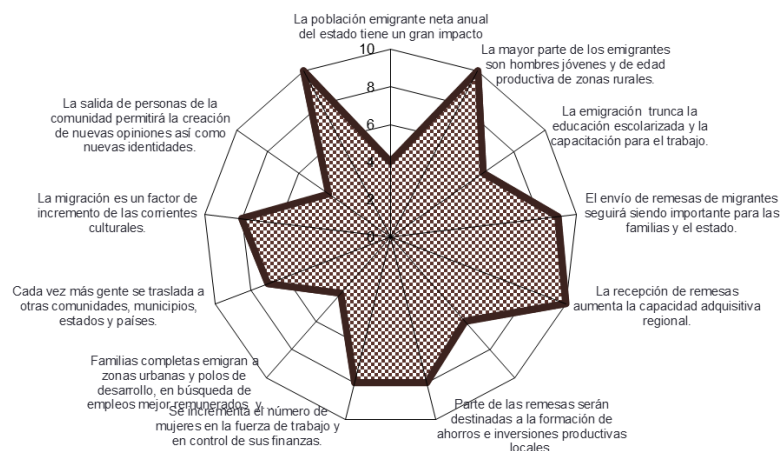 La población emigrante neta anual
del estado tiene un gran impacto
10
8
6
4
2
0
La mayor parte de los emigrantes
son hombres jóvenes y de edad
productiva de zonas rurales.
La emigración trunca la
educación escolarizada y la
capacitación para el trabajo.
El envío de remesas de migrantes
seguirá siendo importante para las
familias y el estado.
La recepción de remesas
aumenta la capacidad adquisitiva
regional.
Parte de las remesas serán
destinadas a la formación de
ahorros e inversiones productivas
locales
Se incrementa el número de
mujeres en la fuerza de trabajo y
en control de sus finanzas.
Familias completas emigran a
zonas urbanas y polos de
desarrollo, en búsqueda de
empleos mejor remunerados y ...
Cada vez más gente se traslada a
otras comunidades, municipios,
estados y países.
La migración es un factor de
incremento de las corrientes
culturales.
La salida de personas de la
comunidad permitirá la creación
de nuevas opiniones así como
nuevas identidades.